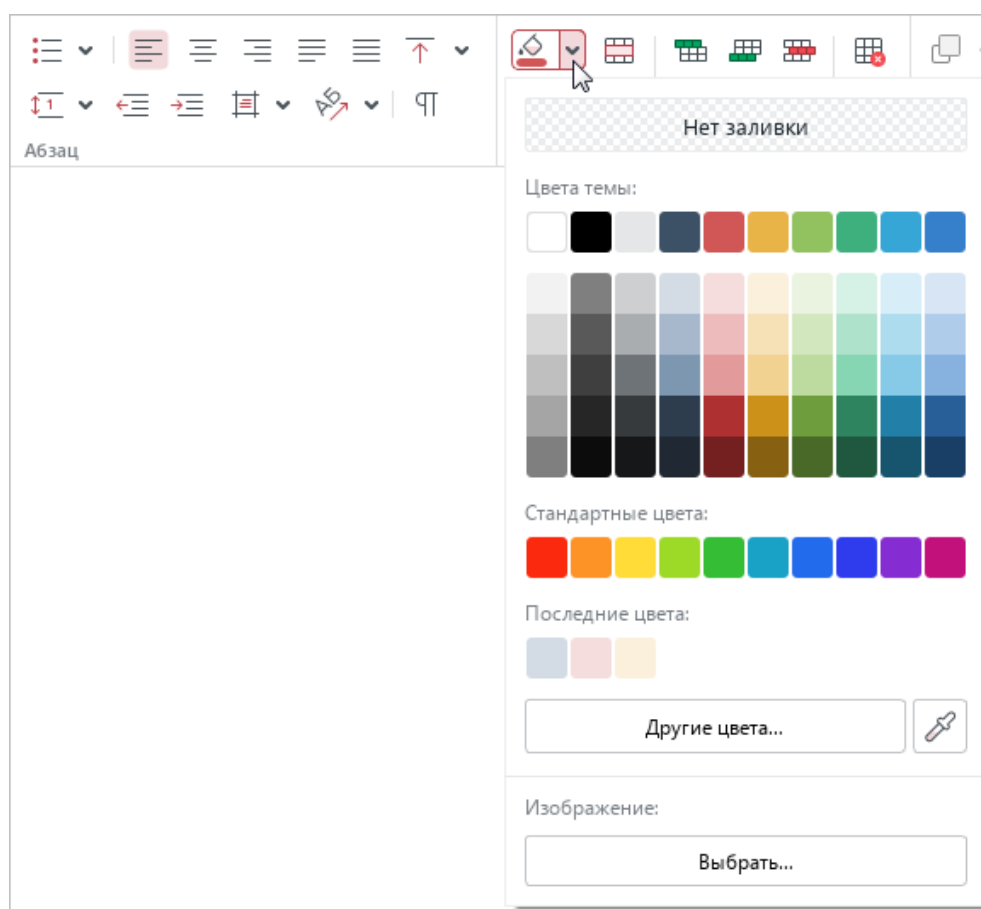 Абзац
Нет заливки
Цвета темы:
Стандартные цвета:
Последние цвета:
Другие цвета...
Изображение:
Выбрать...